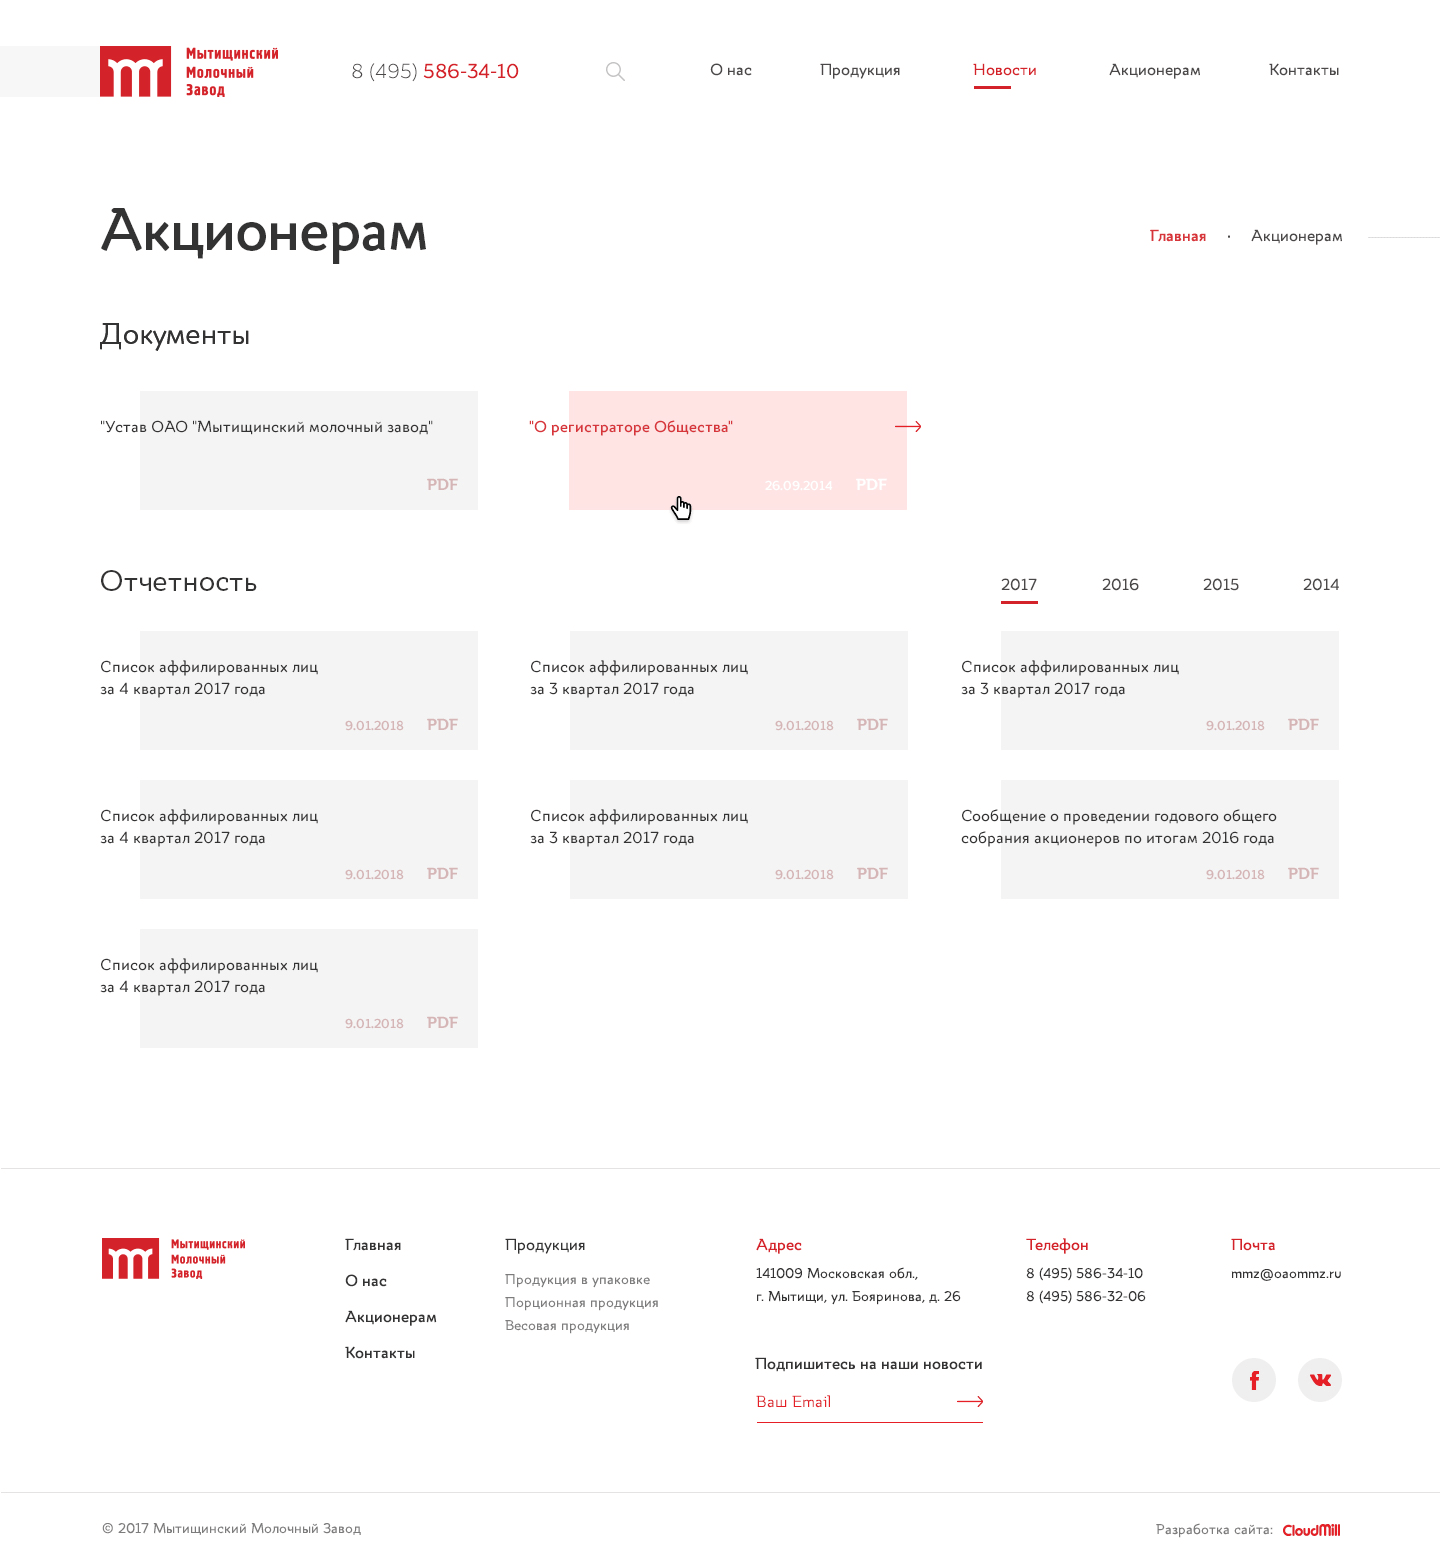 Мытищинский
Молочный
Завод
8 (495) 586-34-10
О нас
Продукция
Новости
Акционерам
Контакты
Акционерам
Главная · Акционерам
Документы
"Устав ОАО "Мытищинский молочный завод"
PDF
"О регистраторе Общества"
26.09.2014 PDF
Отчетность
2017 2016 2015 2014
Список аффилированных лиц
за 4 квартал 2017 года
9.01.2018 PDF
Список аффилированных лиц
за 3 квартал 2017 года
9.01.2018 PDF
Список аффилированных лиц
за 3 квартал 2017 года
9.01.2018 PDF
Список аффилированных лиц
за 4 квартал 2017 года
9.01.2018 PDF
Список аффилированных лиц
за 3 квартал 2017 года
9.01.2018 PDF
Сообщение о проведении годового общего
собрания акционеров по итогам 2016 года
9.01.2018 PDF
Список аффилированных лиц
за 4 квартал 2017 года
9.01.2018 PDF
Мытищинский
Молочный
Завод
Главная
О нас
Акционерам
Контакты
Продукция
Продукция в упаковке
Порционная продукция
Весовая продукция
Адрес
141009 Московская обл.,
г. Мытищи, ул. Бояринова, д. 26
Телефон
8 (495) 586-34-10
8 (495) 586-32-06
Почта
mmz@oaommz.ru
Подпишитесь на наши новости
Ваш Email
© 2017 Мытищинский Молочный Завод
Разработка сайта: CloudMill